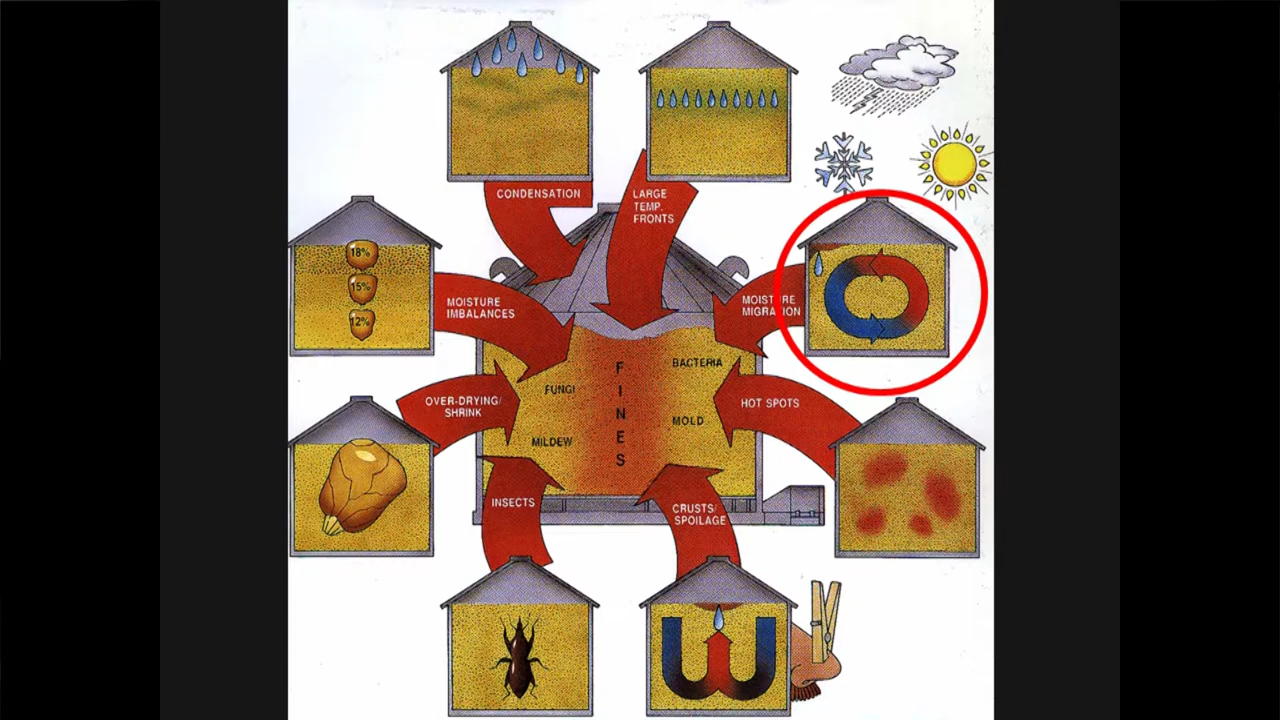 CONDENSATION
LARGE
TEMP.
FRONTS
18%
15%
12%
MOISTURE
IMBALANCES
MOISTURE
MIGRATION
FINES
BACTERIA
FUNGI
OVER-DRYING/
SHRINK
HOT SPOTS
MOLD
MILDEW
INSECTS
CRUSTS/
SPOILAGE